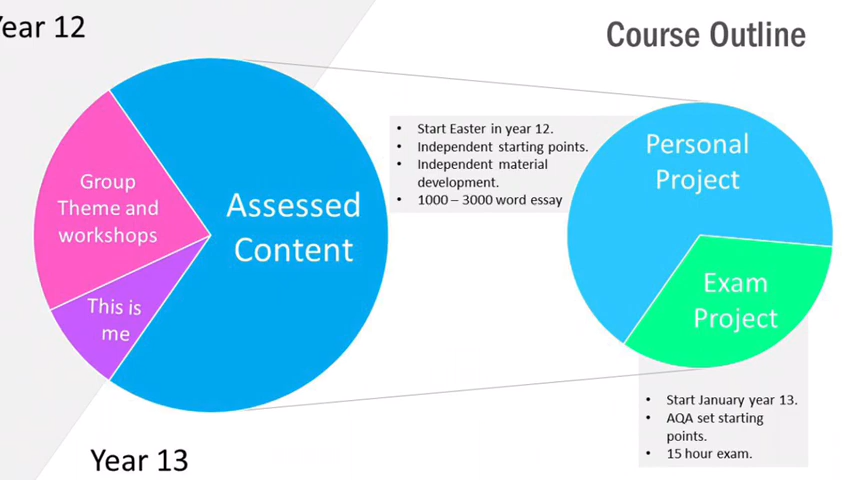 Year 12
Course Outline
Group
Theme and
workshops
This is
me
Assessed
Content
• Start Easter in year 12.
• Independent starting points.
• Independent material
development.
• 1000 – 3000 word essay
Personal
Project
Exam
Project
• Start January year 13.
• AQA set starting
points.
• 15 hour exam.
Year 13